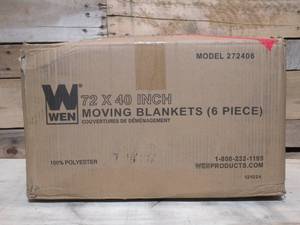 MODEL 272406
W
WEN
72 X 40 INCH
MOVING BLANKETS (6 PIECE)
COUVERTURES DE DÉMÉNAGEMENT
100% POLYESTER
1-800-232-1195
WENPRODUCTS.COM